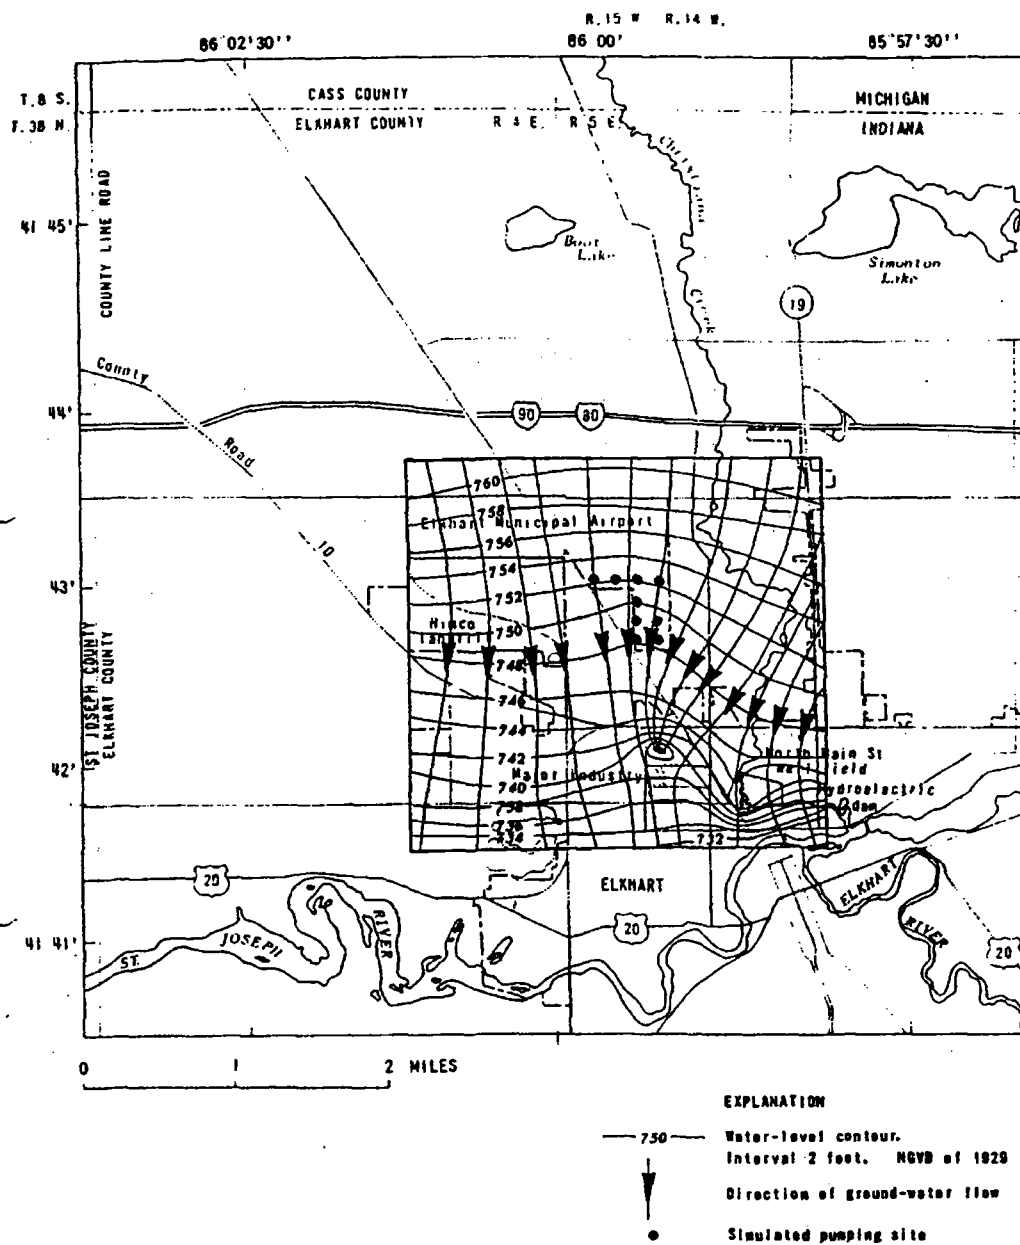 R.15 W R.14 W.
86°02'30'' 86°00' 85°57'30''
T.8 S. CASS COUNTY MICHIGAN
T.38 N. ELKHART COUNTY R 4 E. R 5 E. INDIANA
COUNTY LINE ROAD
41 45'
Christiana
Creek
Boot
Lake
Simonton
Lake
19
County
Road
10
44'
90 80
760
758
Elkhart Municipal Airport
756
754
43'
752
Himco
Landfill
750
748
746
744
742
740
738
736
734
732
ST JOSEPH COUNTY
ELKHART COUNTY
42'
North Main St
Well Field
Major Industry
Hydroelectric
dam
20
ELKHART
20
ELKHART
RIVER
20
41 41'
ST. JOSEPH RIVER
0 1 2 MILES
EXPLANATION
750 Water-level contour.
Interval 2 feet. NGVD of 1929
Direction of ground-water flow
Simulated pumping site